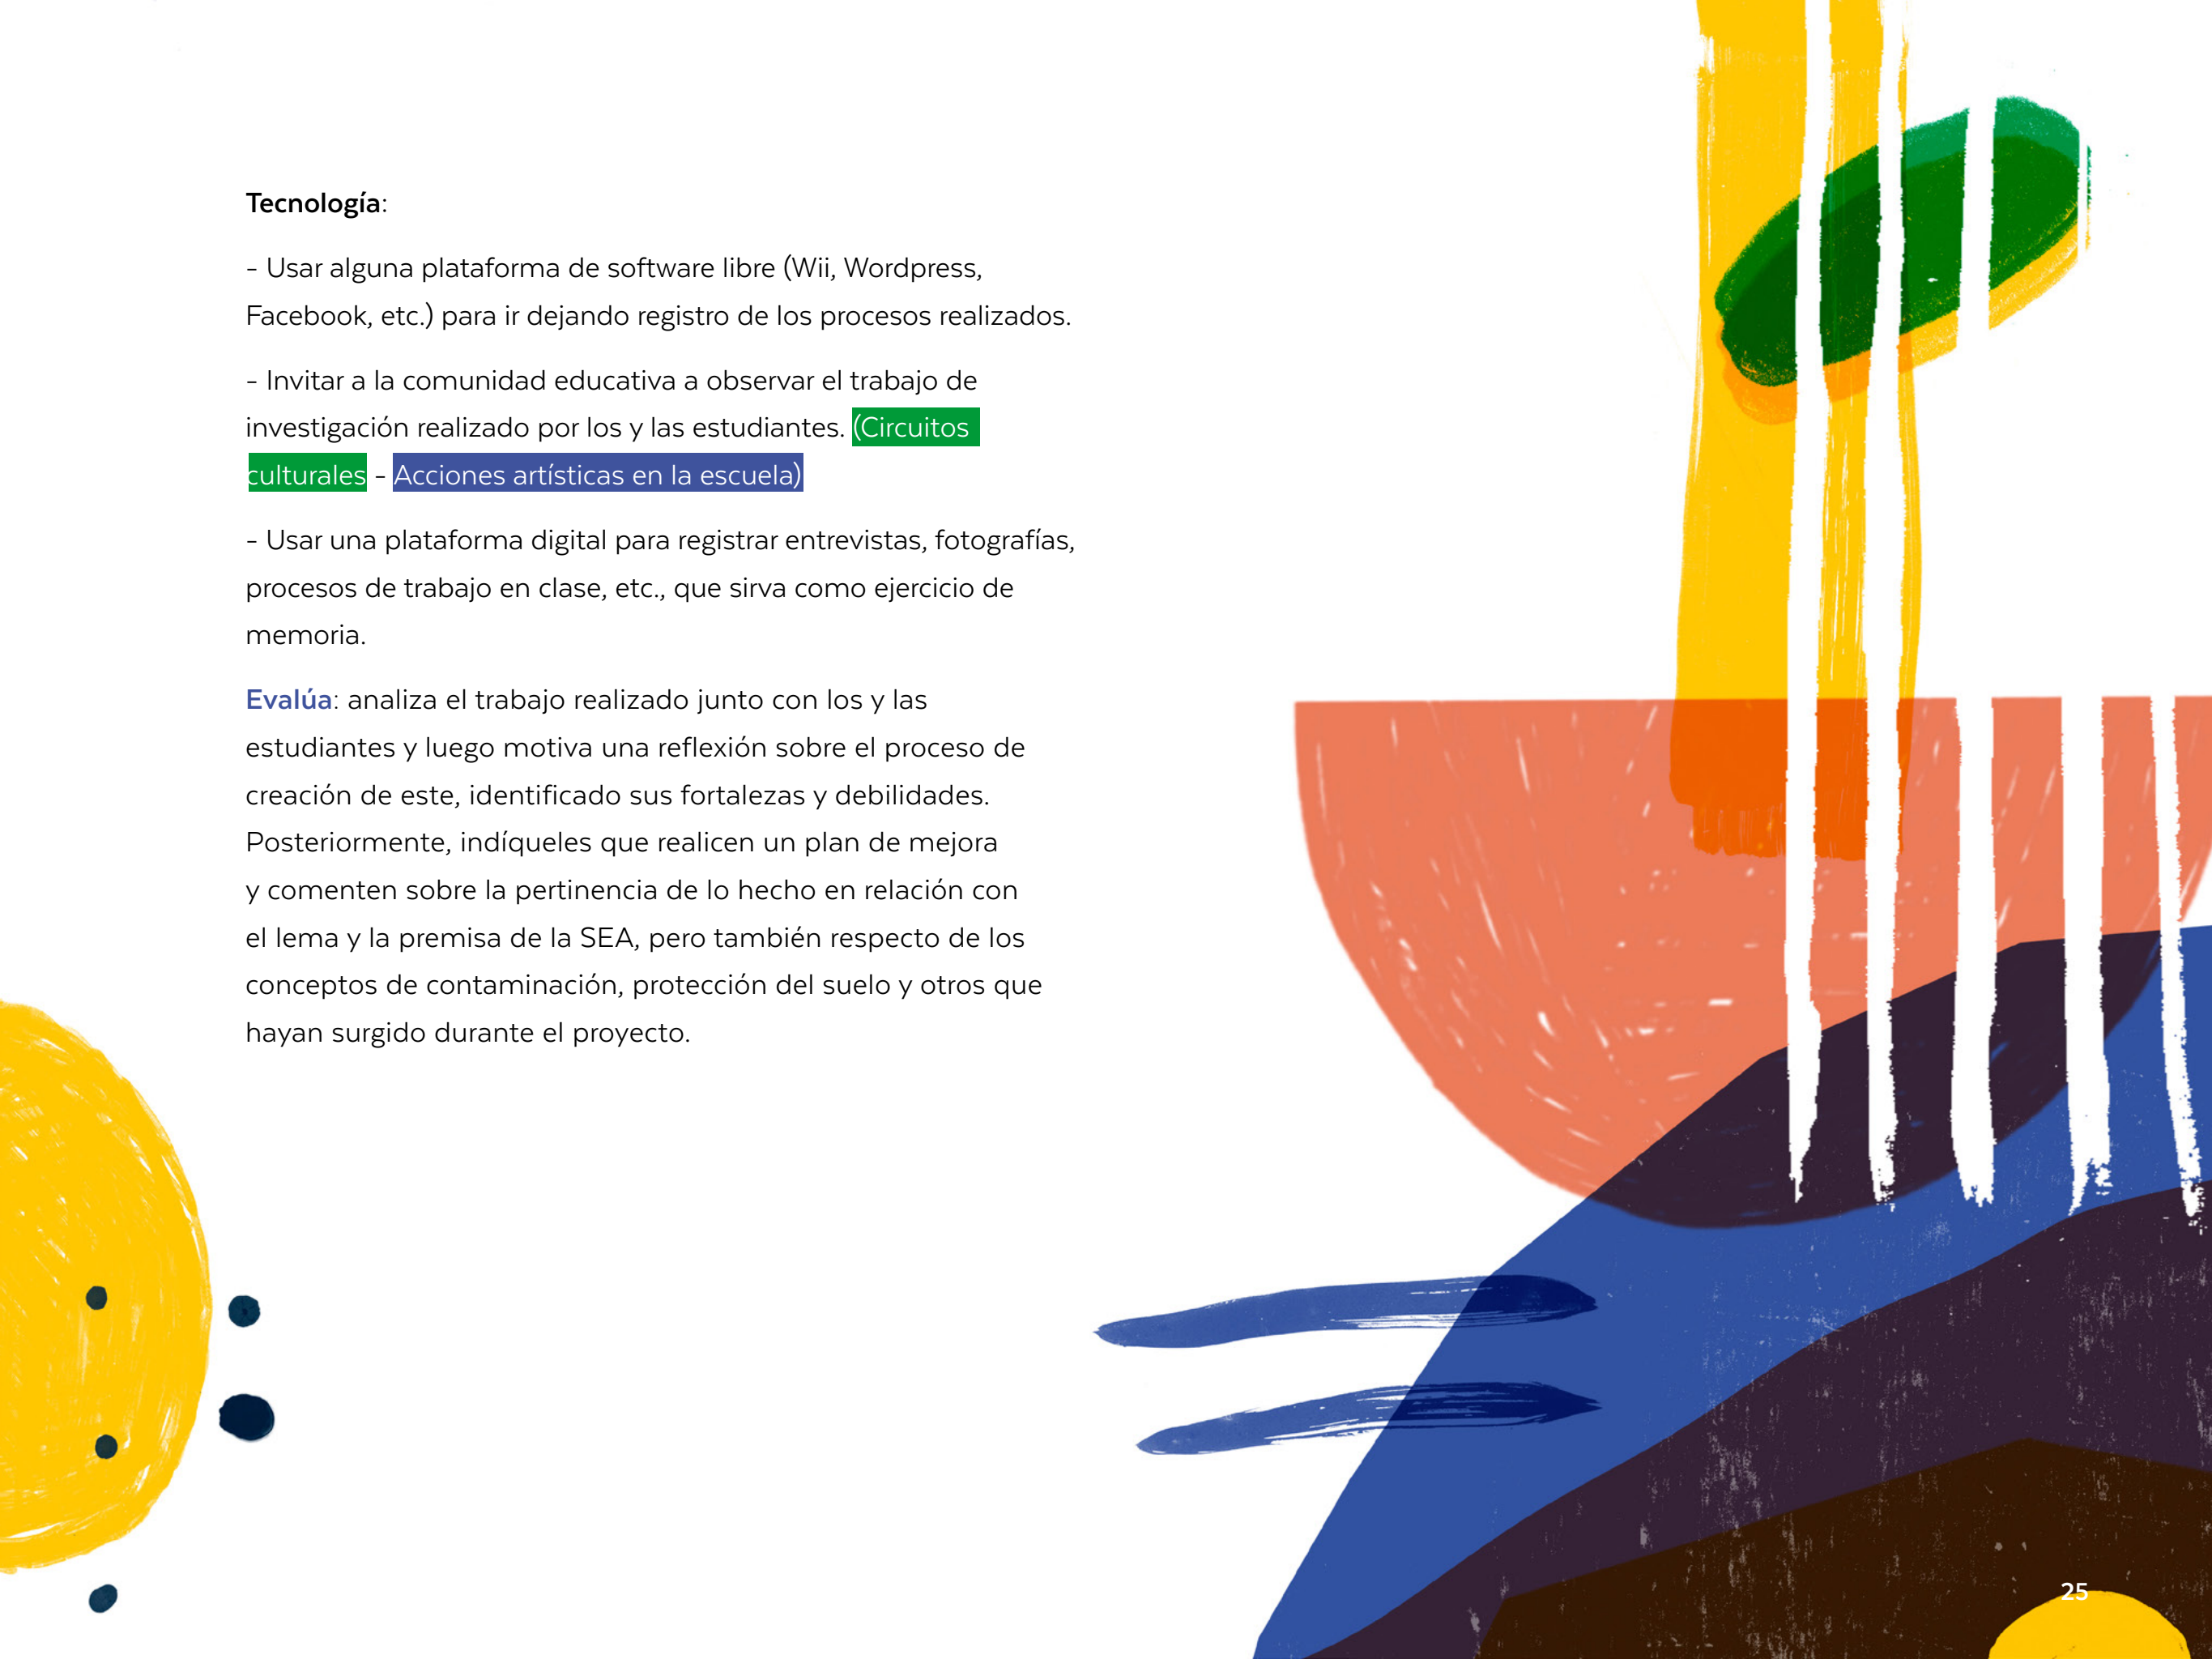 Tecnología:
- Usar alguna plataforma de software libre (Wii, Wordpress,
Facebook, etc.) para ir dejando registro de los procesos realizados.
- Invitar a la comunidad educativa a observar el trabajo de
investigación realizado por los y las estudiantes. (Circuitos
culturales - Acciones artísticas en la escuela)
- Usar una plataforma digital para registrar entrevistas, fotografías,
procesos de trabajo en clase, etc., que sirva como ejercicio de
memoria.
Evalúa: analiza el trabajo realizado junto con los y las
estudiantes y luego motiva una reflexión sobre el proceso de
creación de este, identificado sus fortalezas y debilidades.
Posteriormente, indíqueles que realicen un plan de mejora
y comenten sobre la pertinencia de lo hecho en relación con
el lema y la premisa de la SEA, pero también respecto de los
conceptos de contaminación, protección del suelo y otros que
hayan surgido durante el proyecto.
25